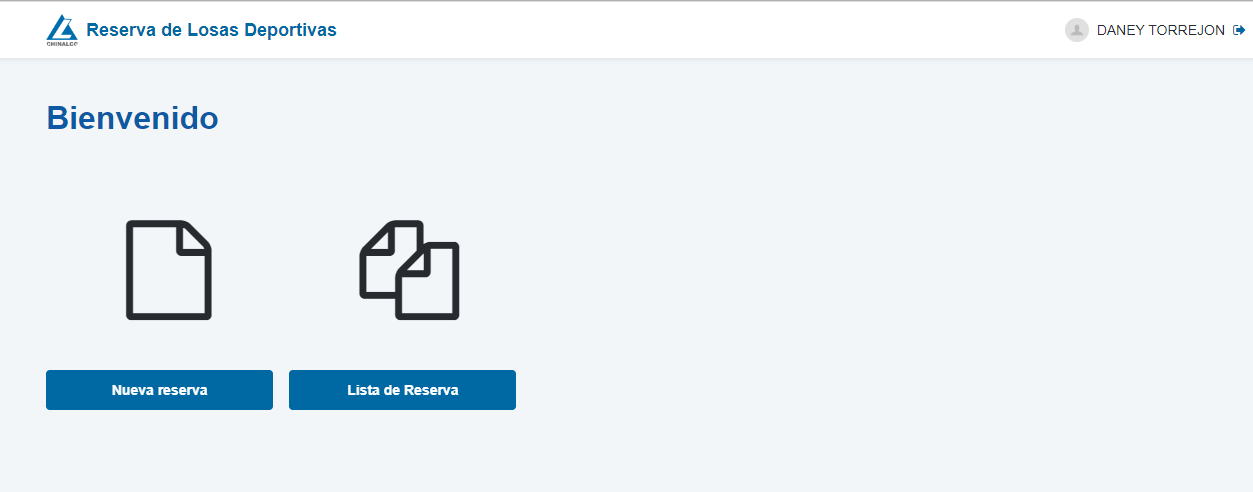 CHINALCO
Reserva de Losas Deportivas
DANEY TORREJON
Bienvenido
Nueva reserva
Lista de Reserva